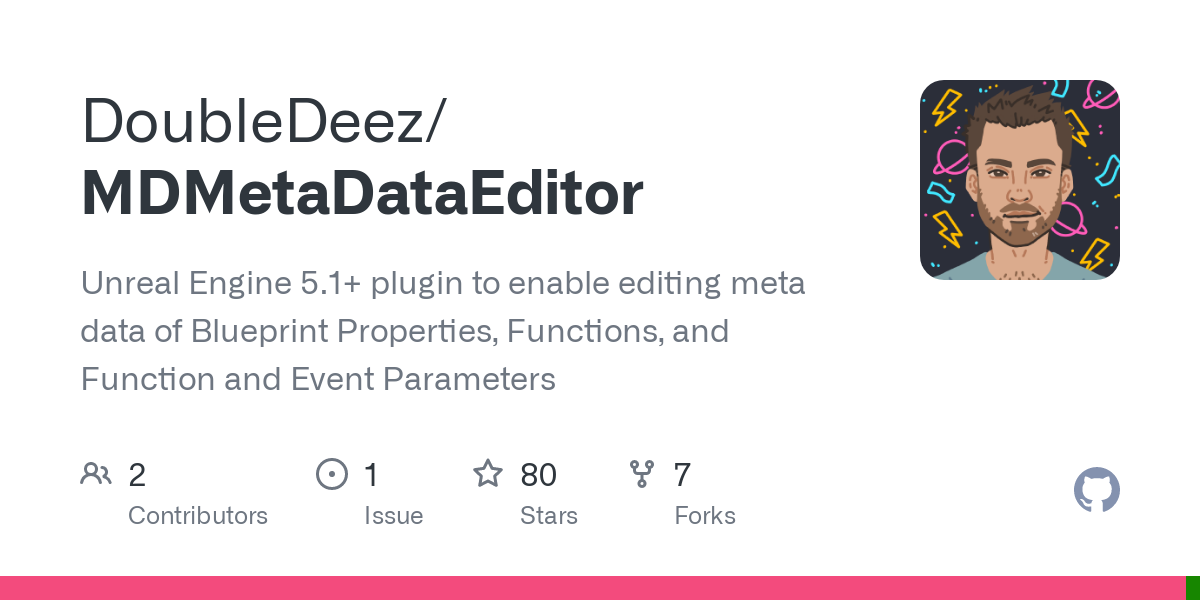 DoubleDeez/
MDMetaDataEditor
Unreal Engine 5.1+ plugin to enable editing meta
data of Blueprint Properties, Functions, and
Function and Event Parameters
2
Contributors
1
Issue
80
Stars
7
Forks